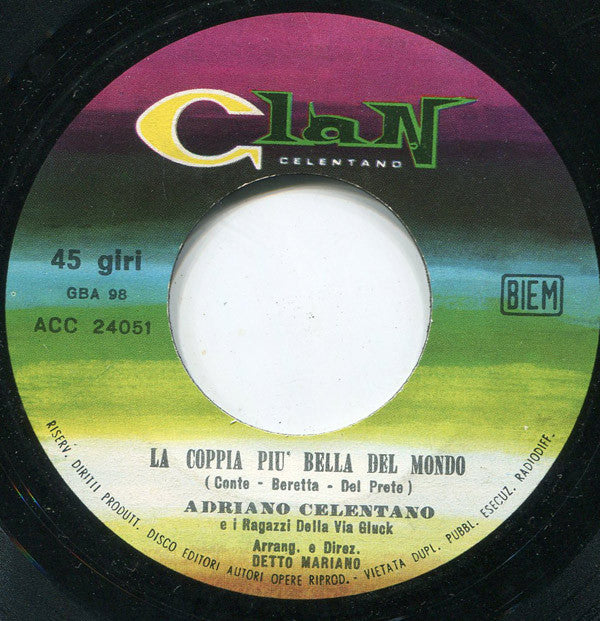 Clan
CELENTANO
45 giri
GBA 98
ACC 24051
BIEM
LA COPPIA PIU' BELLA DEL MONDO
(Conte - Beretta - Del Prete)
ADRIANO CELENTANO
e i Ragazzi Della Via Gluck
Arrang. e Direz.
DETTO MARIANO
RISERV. DIRITII PRODUTT. DISCO EDITORI AUTORI OPERE RIPROD. - VIETATA DUPL. PUBBL. ESECUZ. RADIODIFF.